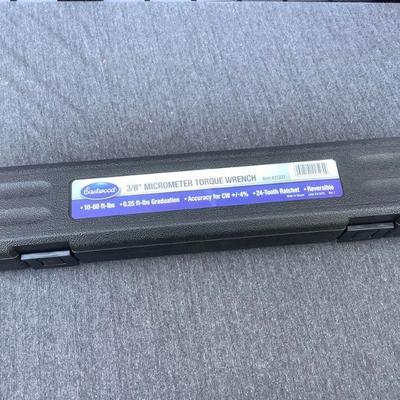 Eastwood
3/8" MICROMETER TORQUE WRENCH
• 10-80 ft-lbs • 0.25 ft-lbs Graduation • Accuracy for CW +/-4% • 24-Tooth Ratchet • Reversible